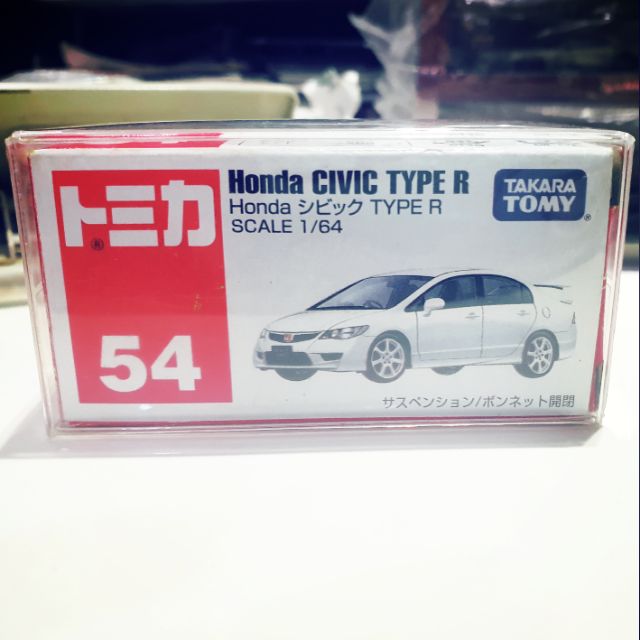 トミカ
®
54
Honda CIVIC TYPE R
Honda シビック TYPE R
SCALE 1/64
TAKARA
TOMY
®
サスペンション/ボンネット開閉